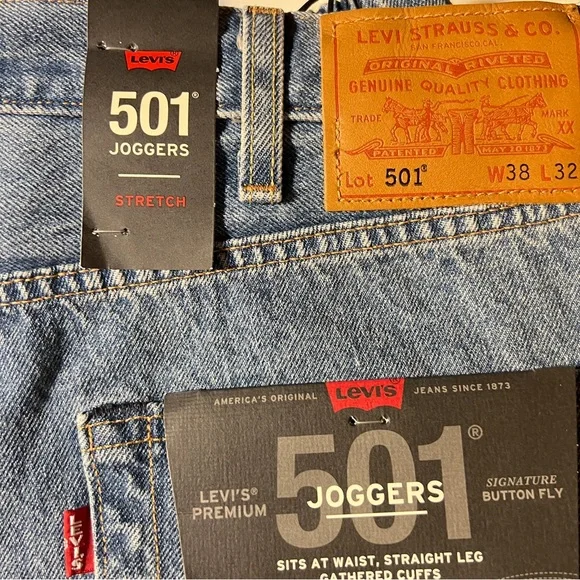 Levi's®
501®
JOGGERS
STRETCH
LEVI STRAUSS & CO.
SAN FRANCISCO, CAL.
ORIGINAL RIVETED
GENUINE QUALITY CLOTHING
TRADE MARK
XX
PATENTED MAY 20 1873
Lot 501® W38 L32
AMERICA'S ORIGINAL Levi's JEANS SINCE 1873
501®
LEVI'S® PREMIUM
JOGGERS
SIGNATURE
BUTTON FLY
SITS AT WAIST, STRAIGHT LEG
GATHERED CUFFS
LEVI'S